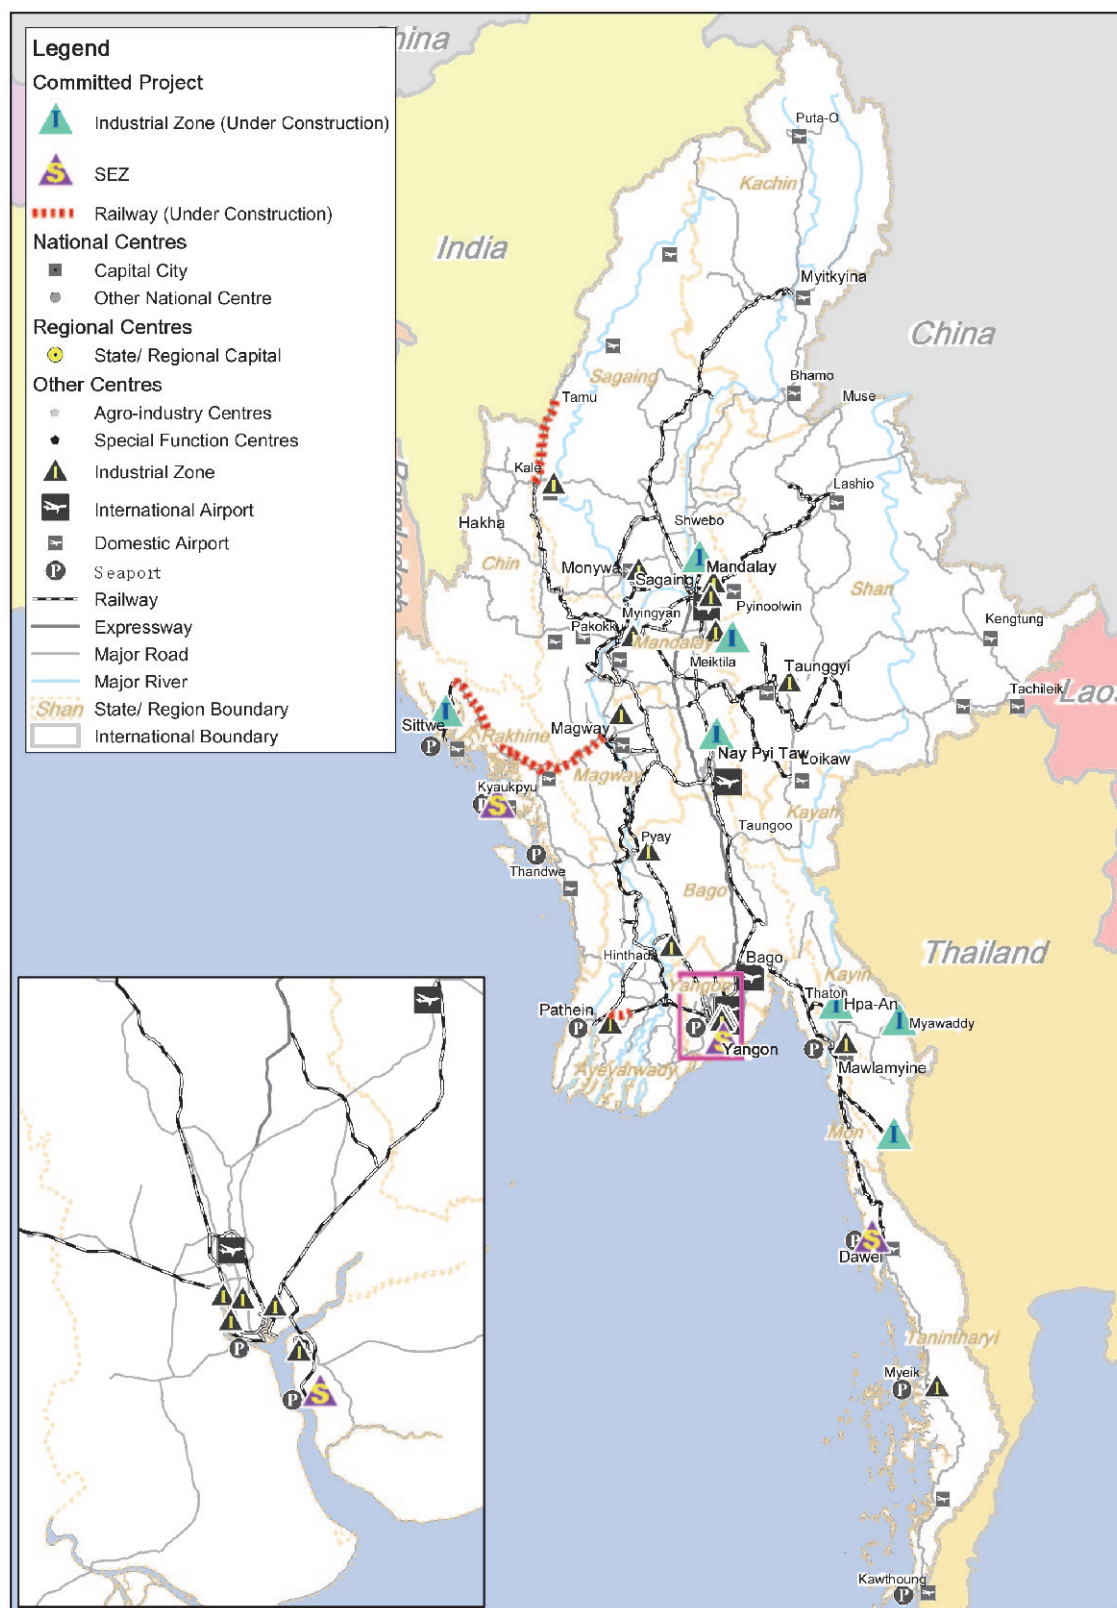 Legend
Committed Project
I Industrial Zone (Under Construction)
S SEZ
Railway (Under Construction)
National Centres
Capital City
Other National Centre
Regional Centres
State/ Regional Capital
Other Centres
Agro-industry Centres
Special Function Centres
I Industrial Zone
International Airport
Domestic Airport
P Seaport
Railway
Expressway
Major Road
Major River
Shan State/ Region Boundary
International Boundary
India
China
Laos
Thailand
Puta-O
Kachin
Myitkyina
Sagaing
Bhamo
Muse
Tamu
Kale
Lashio
Hakha
Shwebo
Chin
Monywa
Sagaing
Mandalay
Shan
Pyinoolwin
Myingyan
Kengtung
Pakokku
Mandalay
Meiktila
Taunggyi
Tachileik
Sittwe
Rakhine
Magway
Nay Pyi Taw
Loikaw
Magway
Kyaukpyu
Kayah
Taungoo
Pyay
Thandwe
Bago
Hinthada
Bago
Kayin
Yangon
Thaton
Hpa-An
Pathein
Myawaddy
Yangon
Ayeyarwady
Mawlamyine
Mon
Dawei
Tanintharyi
Myeik
Kawthoung